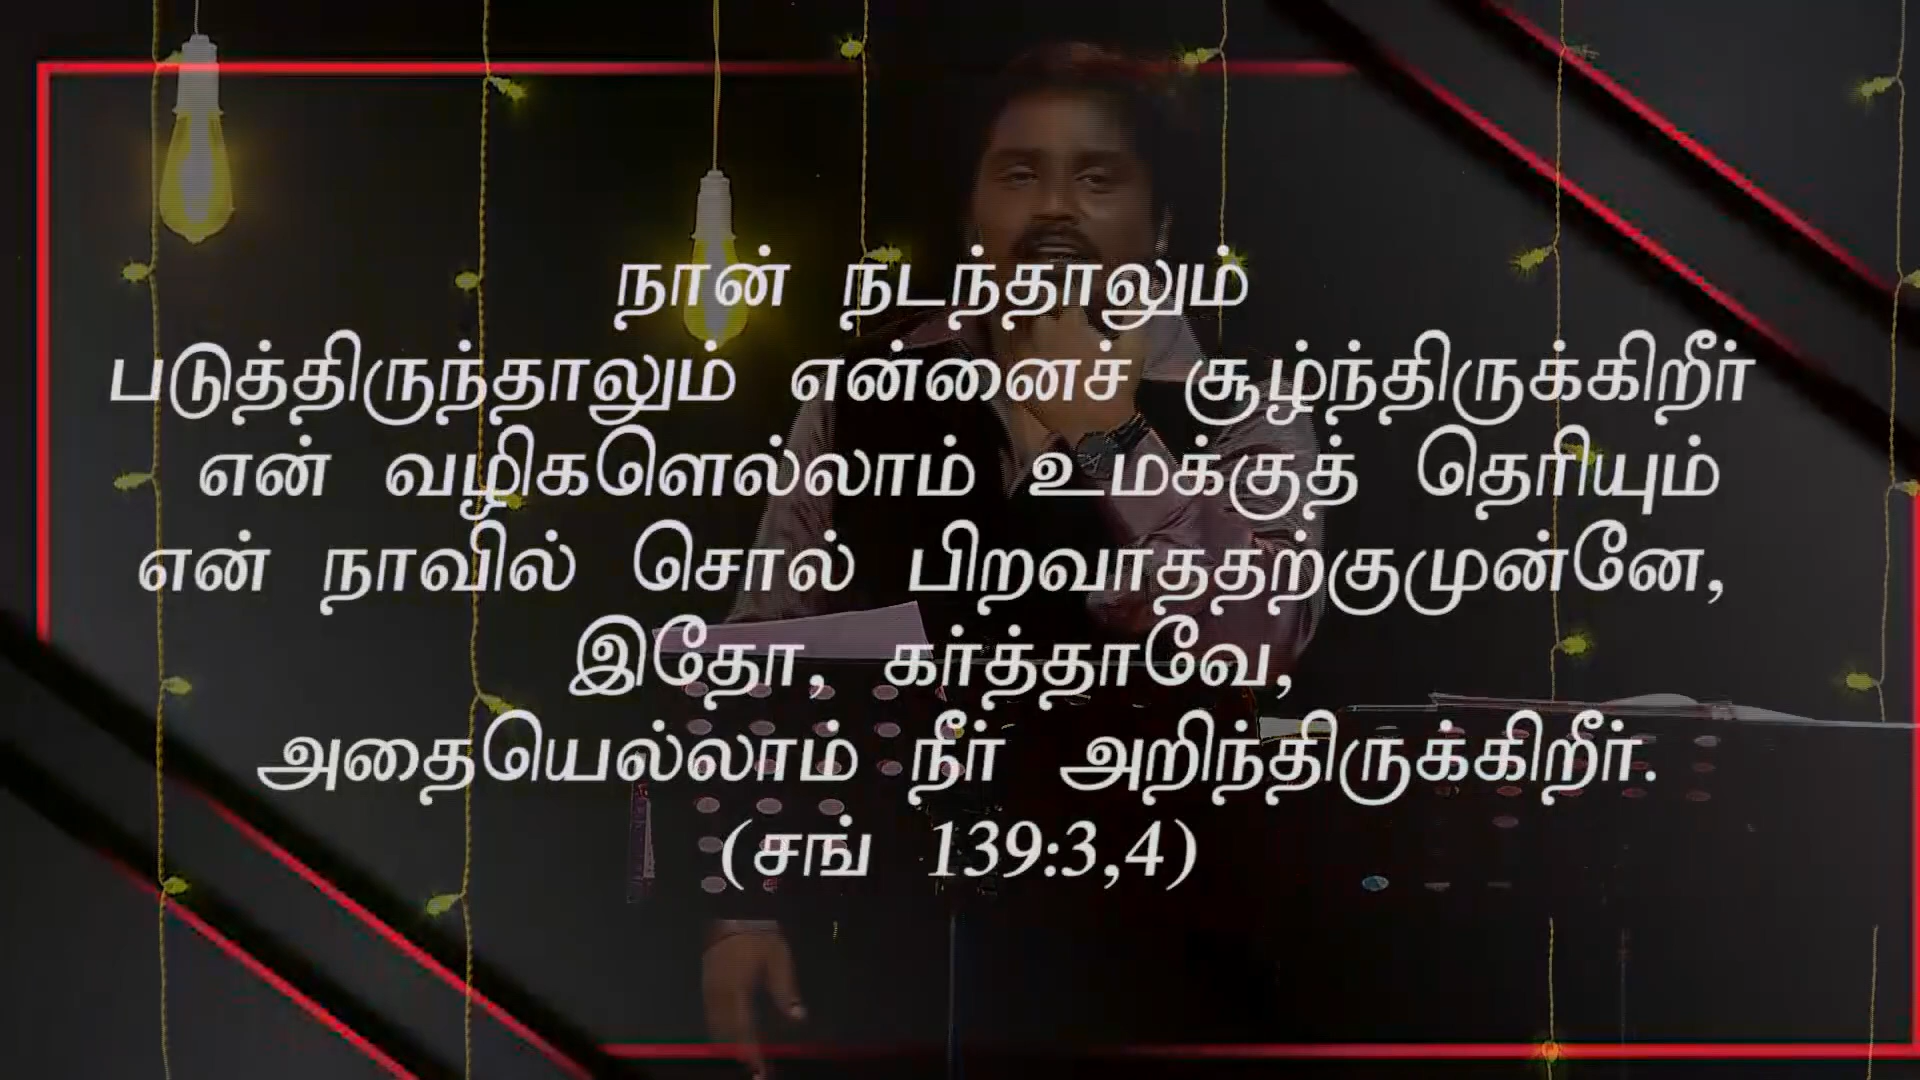 நான் நடந்தாலும்
படுத்திருந்தாலும் என்னைச் சூழ்ந்திருக்கிறீர்
என் வழிகளெல்லாம் உமக்குத் தெரியும்
என் நாவில் சொல் பிறவாததற்குமுன்னே,
இதோ, கர்த்தாவே,
அதையெல்லாம் நீர் அறிந்திருக்கிறீர்.
(சங் 139:3,4)